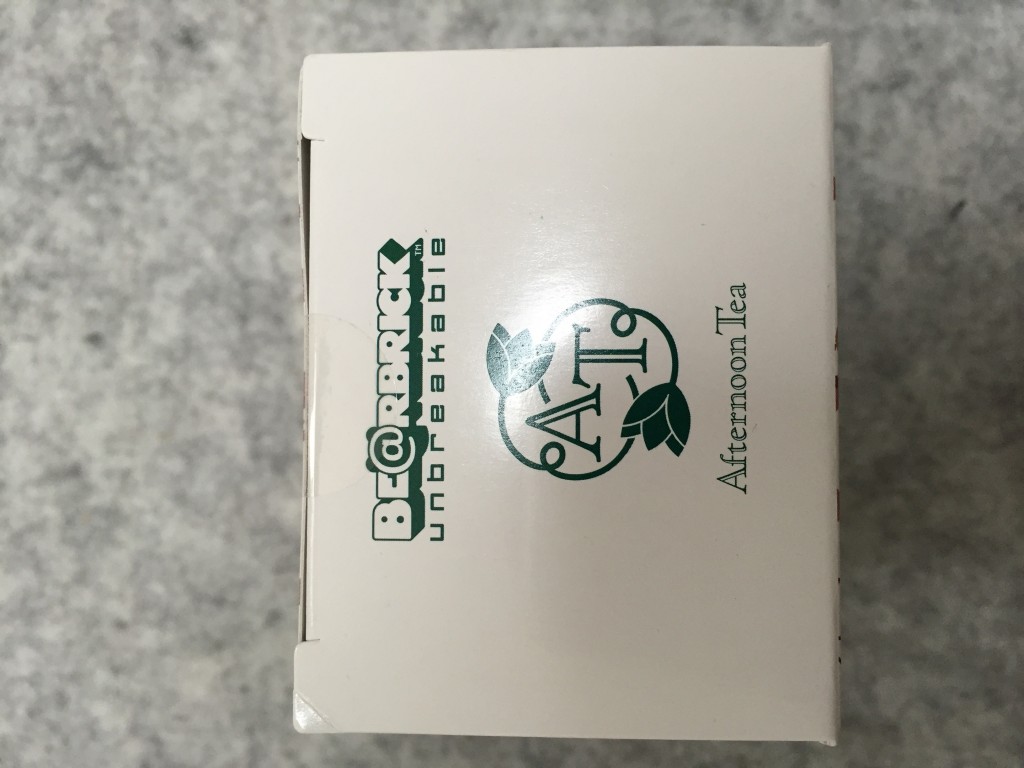 BE@RBRICK™
unbreakable
AT
Afternoon Tea